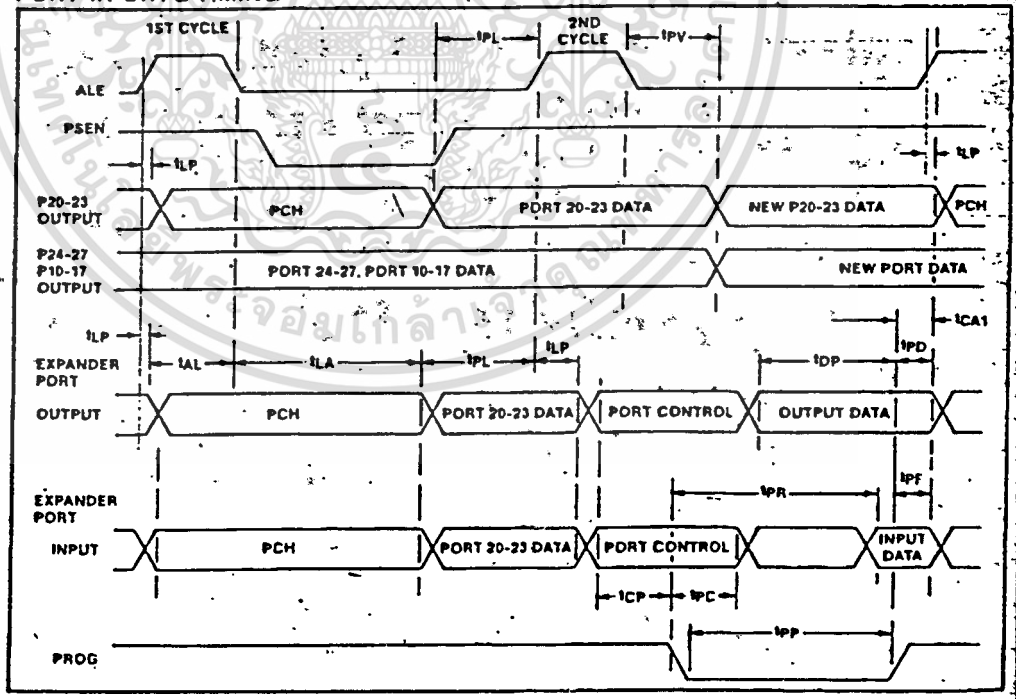 1ST CYCLE
tPL
2ND CYCLE
tPV
ALE
PSEN
tLP
tLP
P20-23 OUTPUT
PCH
PORT 20-23 DATA
NEW P20-23 DATA
PCH
P24-27
P10-17
OUTPUT
PORT 24-27, PORT 10-17 DATA
NEW PORT DATA
tCA1
tLP
tAL
tLA
tPL
tLP
tDP
tPD
EXPANDER PORT
OUTPUT
PCH
PORT 20-23 DATA
PORT CONTROL
OUTPUT DATA
tPR
tPF
EXPANDER PORT
INPUT
PCH
PORT 20-23 DATA
PORT CONTROL
INPUT DATA
tCP
tPC
tPP
PROG